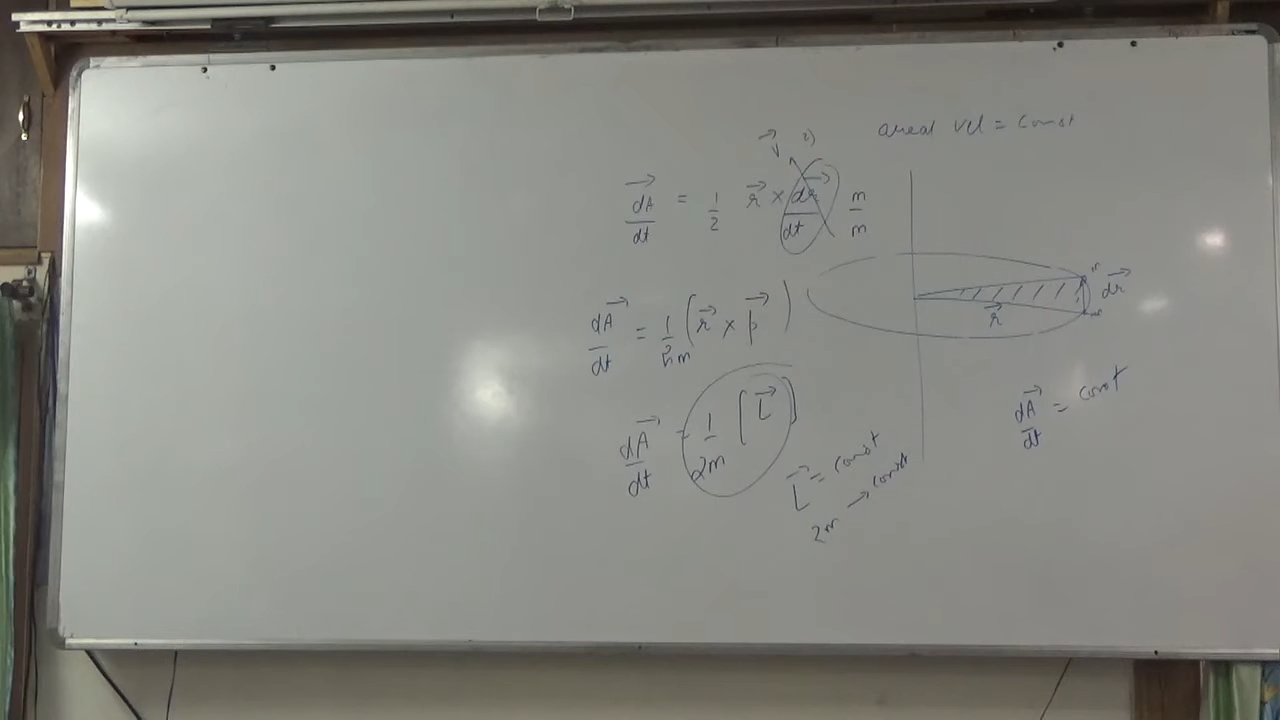 areal vel = const
v⃗ 2)
dA⃗/dt = 1/2 r⃗ × dr⃗/dt m/m
dr⃗
r⃗
dA⃗/dt = 1/2m (r⃗ × p⃗)
dA⃗/dt = 1/2m [L⃗]
dA⃗/dt = const
L⃗ = const
2m → const